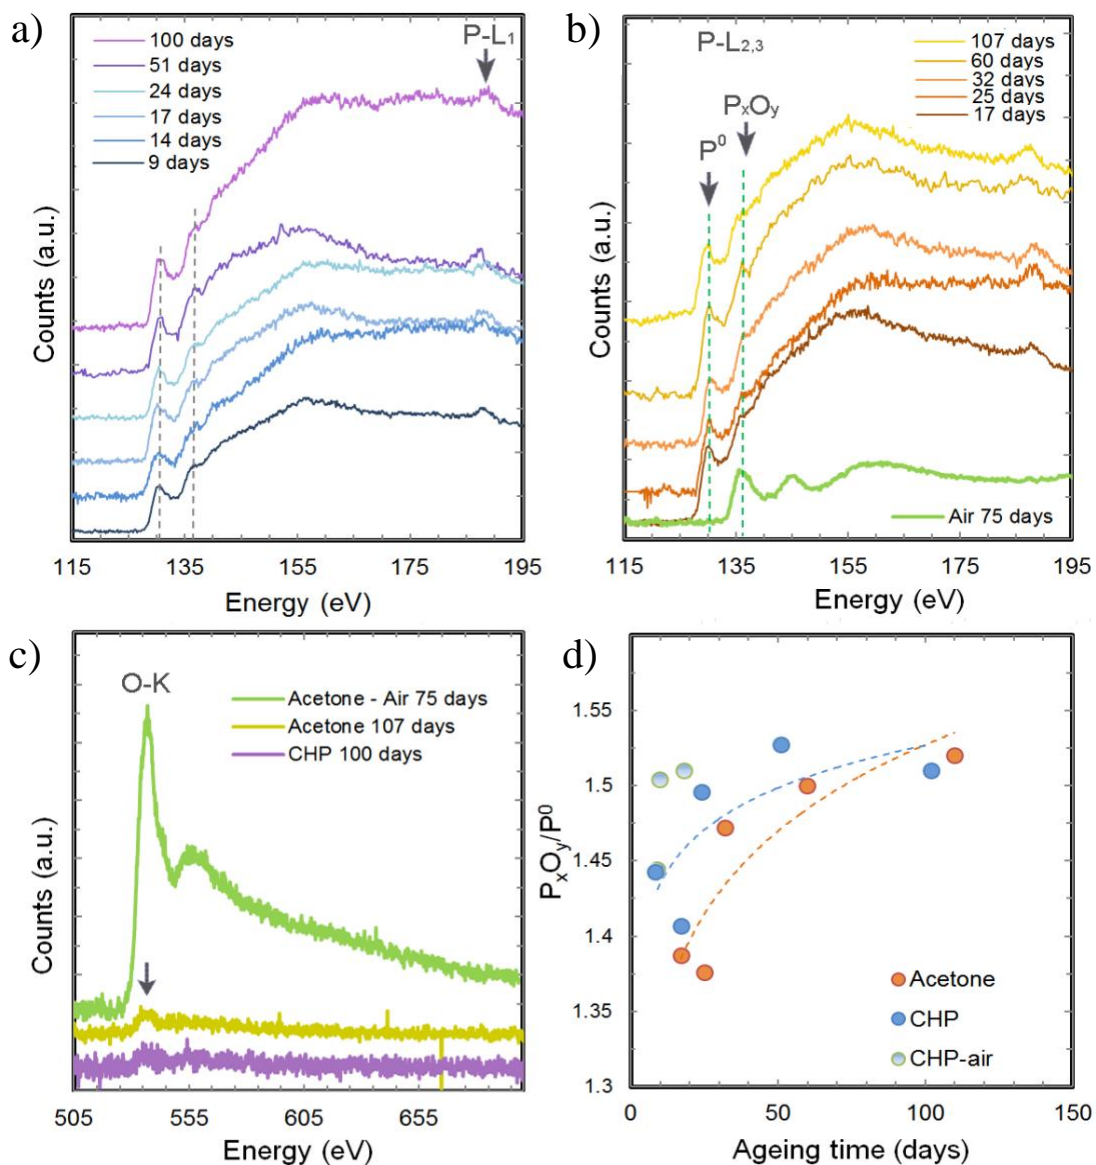 a)
100 days
51 days
24 days
17 days
14 days
9 days
P-L₁
Counts (a.u.)
115 135 155 175 195
Energy (eV)
b)
P-L₂,₃
PₓOᵧ
P⁰
107 days
60 days
32 days
25 days
17 days
Air 75 days
Counts (a.u.)
115 135 155 175 195
Energy (eV)
c)
O-K
Acetone - Air 75 days
Acetone 107 days
CHP 100 days
Counts (a.u.)
505 555 605 655
Energy (eV)
d)
PₓOᵧ/P⁰
1.55
1.5
1.45
1.4
1.35
1.3
Acetone
CHP
CHP-air
0 50 100 150
Ageing time (days)